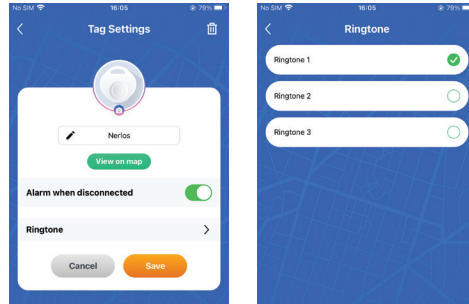 No SIM 16:05 79%
Tag Settings
Nerlos
View on map
Alarm when disconnected
Ringtone
Cancel Save
No SIM 16:05 79%
Ringtone
Ringtone 1
Ringtone 2
Ringtone 3